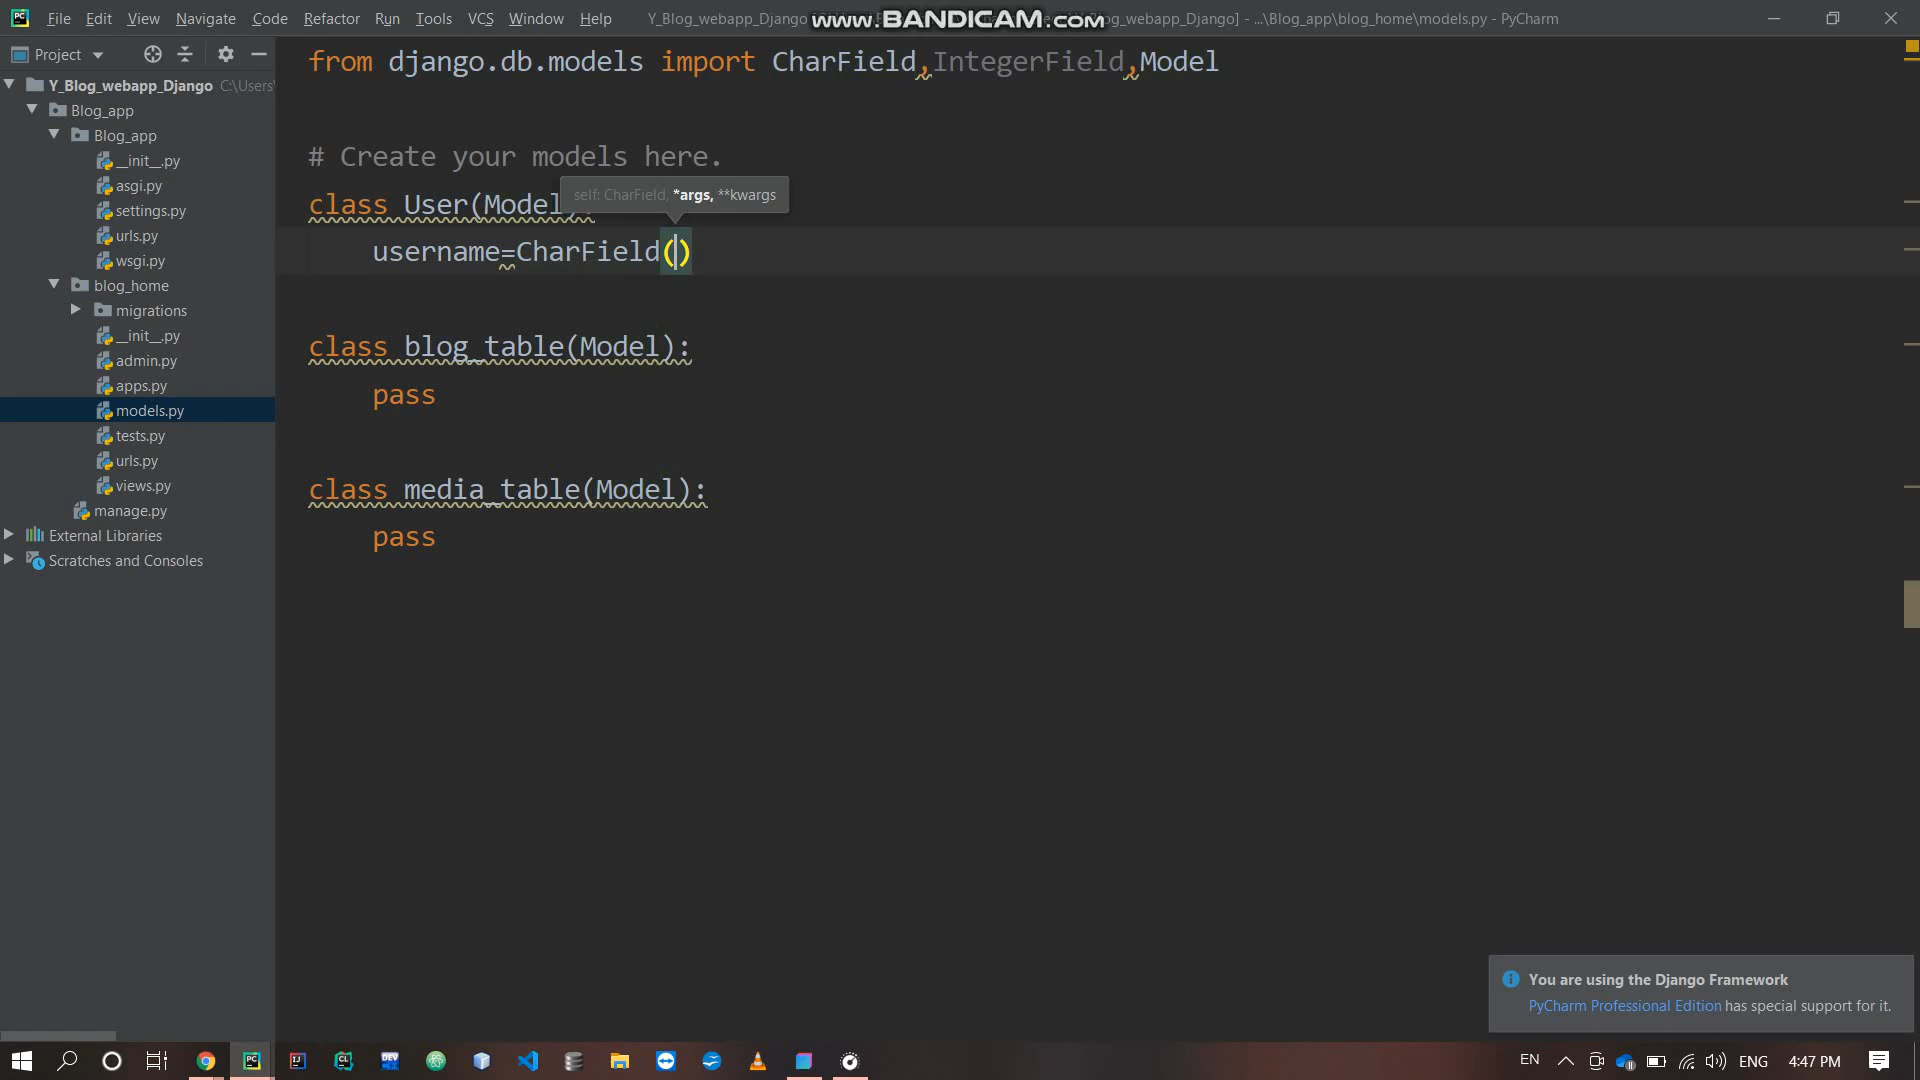 File Edit View Navigate Code Refactor Run Tools VCS Window Help Y_Blog_webapp_Django www.BANDICAM.com _webapp_Django] - ...\Blog_app\blog_home\models.py - PyCharm
Project
Y_Blog_webapp_Django C:\Users\
Blog_app
Blog_app
__init__.py
asgi.py
settings.py
urls.py
wsgi.py
blog_home
migrations
__init__.py
admin.py
apps.py
models.py
tests.py
urls.py
views.py
manage.py
External Libraries
Scratches and Consoles
from django.db.models import CharField,IntegerField,Model
# Create your models here.
self: CharField, *args, **kwargs
class User(Model):
username=CharField()
class blog_table(Model):
pass
class media_table(Model):
pass
You are using the Django Framework
PyCharm Professional Edition has special support for it.
EN ENG 4:47 PM